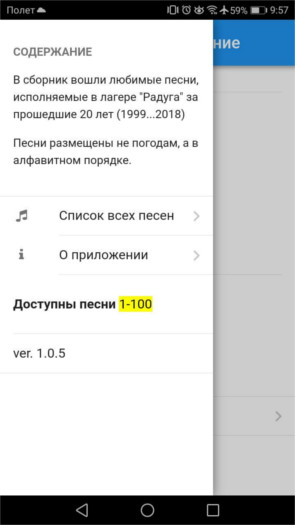 Полет 59% 9:57
ние
СОДЕРЖАНИЕ
В сборник вошли любимые песни,
исполняемые в лагере "Радуга" за
прошедшие 20 лет (1999...2018)
Песни размещены не погодам, а в
алфавитном порядке.
Список всех песен
О приложении
Доступны песни 1-100
ver. 1.0.5